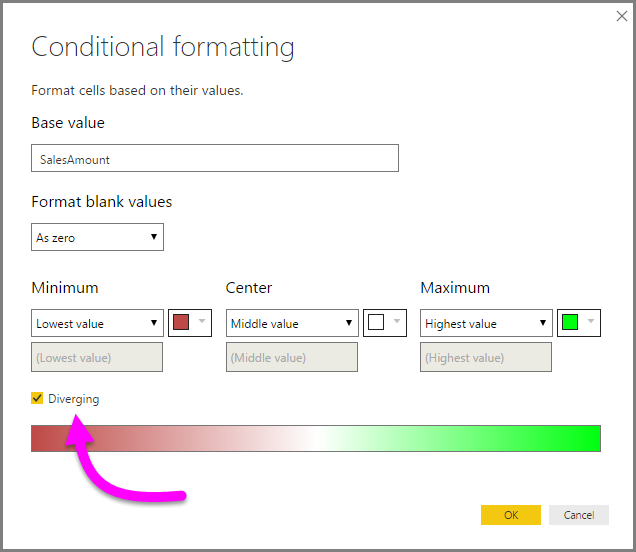 Conditional formatting
Format cells based on their values.
Base value
SalesAmount
Format blank values
As zero
Minimum Center Maximum
Lowest value Middle value Highest value
(Lowest value) (Middle value) (Highest value)
Diverging
OK Cancel